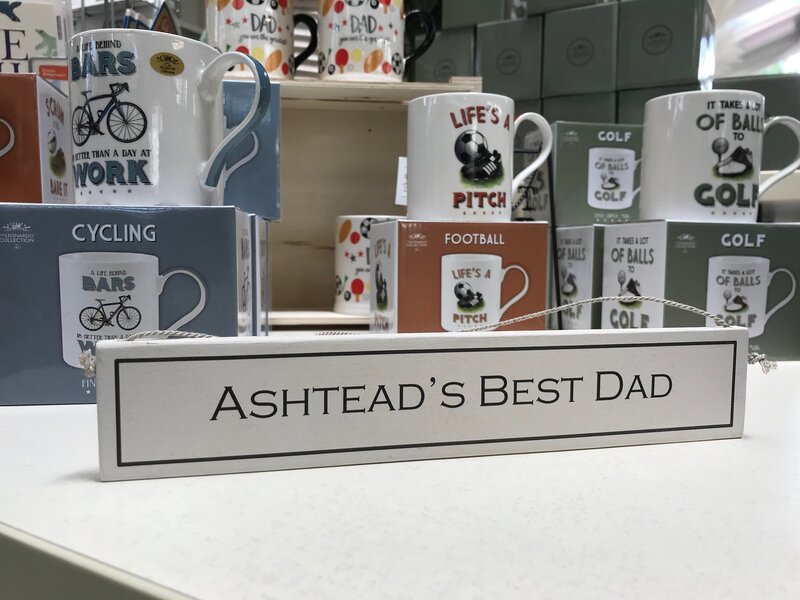 DAD
DAD
A LIFE BEHIND
BARS
IS BETTER THAN A DAY AT
WORK
LIFE'S A
PITCH
IT TAKES A LOT
OF BALLS
TO
GOLF
GOLF
CYCLING
A LIFE BEHIND
BARS
FOOTBALL
LIFE'S A
PITCH
IT TAKES A LOT
OF BALLS
TO
GOLF
GOLF
IT TAKES A LOT
OF BALLS
TO
GOLF
ASHTEAD'S BEST DAD